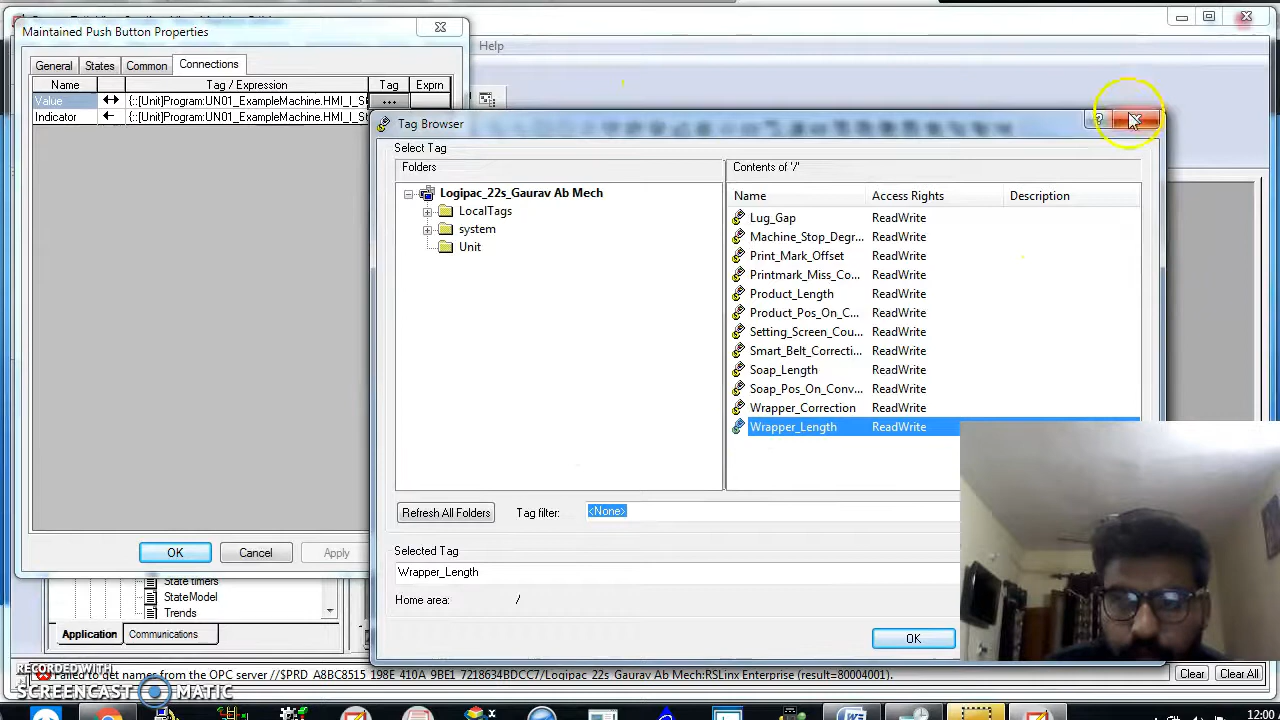 Maintained Push Button Properties
Help
General
States
Common
Connections
Name
Tag / Expression
Tag
Exprn
Value
{::[Unit]Program:UN01_ExampleMachine.HMI_I_S
...
Indicator
{::[Unit]Program:UN01_ExampleMachine.HMI_I_St
Tag Browser
?
Select Tag
Folders
Contents of '/'
Logipac_22s_Gaurav Ab Mech
LocalTags
system
Unit
Name
Access Rights
Description
Lug_Gap
ReadWrite
Machine_Stop_Degr...
ReadWrite
Print_Mark_Offset
ReadWrite
Printmark_Miss_Co...
ReadWrite
Product_Length
ReadWrite
Product_Pos_On_C...
ReadWrite
Setting_Screen_Cou...
ReadWrite
Smart_Belt_Correcti...
ReadWrite
Soap_Length
ReadWrite
Soap_Pos_On_Conv...
ReadWrite
Wrapper_Correction
ReadWrite
Wrapper_Length
ReadWrite
Refresh All Folders
Tag filter:
<None>
Selected Tag
Wrapper_Length
Home area:
/
OK
OK
Cancel
Apply
State timers
StateModel
Trends
Application
Communications
Failed to get names from the OPC server //$PRD A8BC8515 198E 410A 9BE1 7218634BDCC7/Logipac 22s Gaurav Ab Mech:RSLinx Enterprise (result=80004001).
Clear
Clear All
RECORDED WITH
SCREENCAST MATIC
12:00